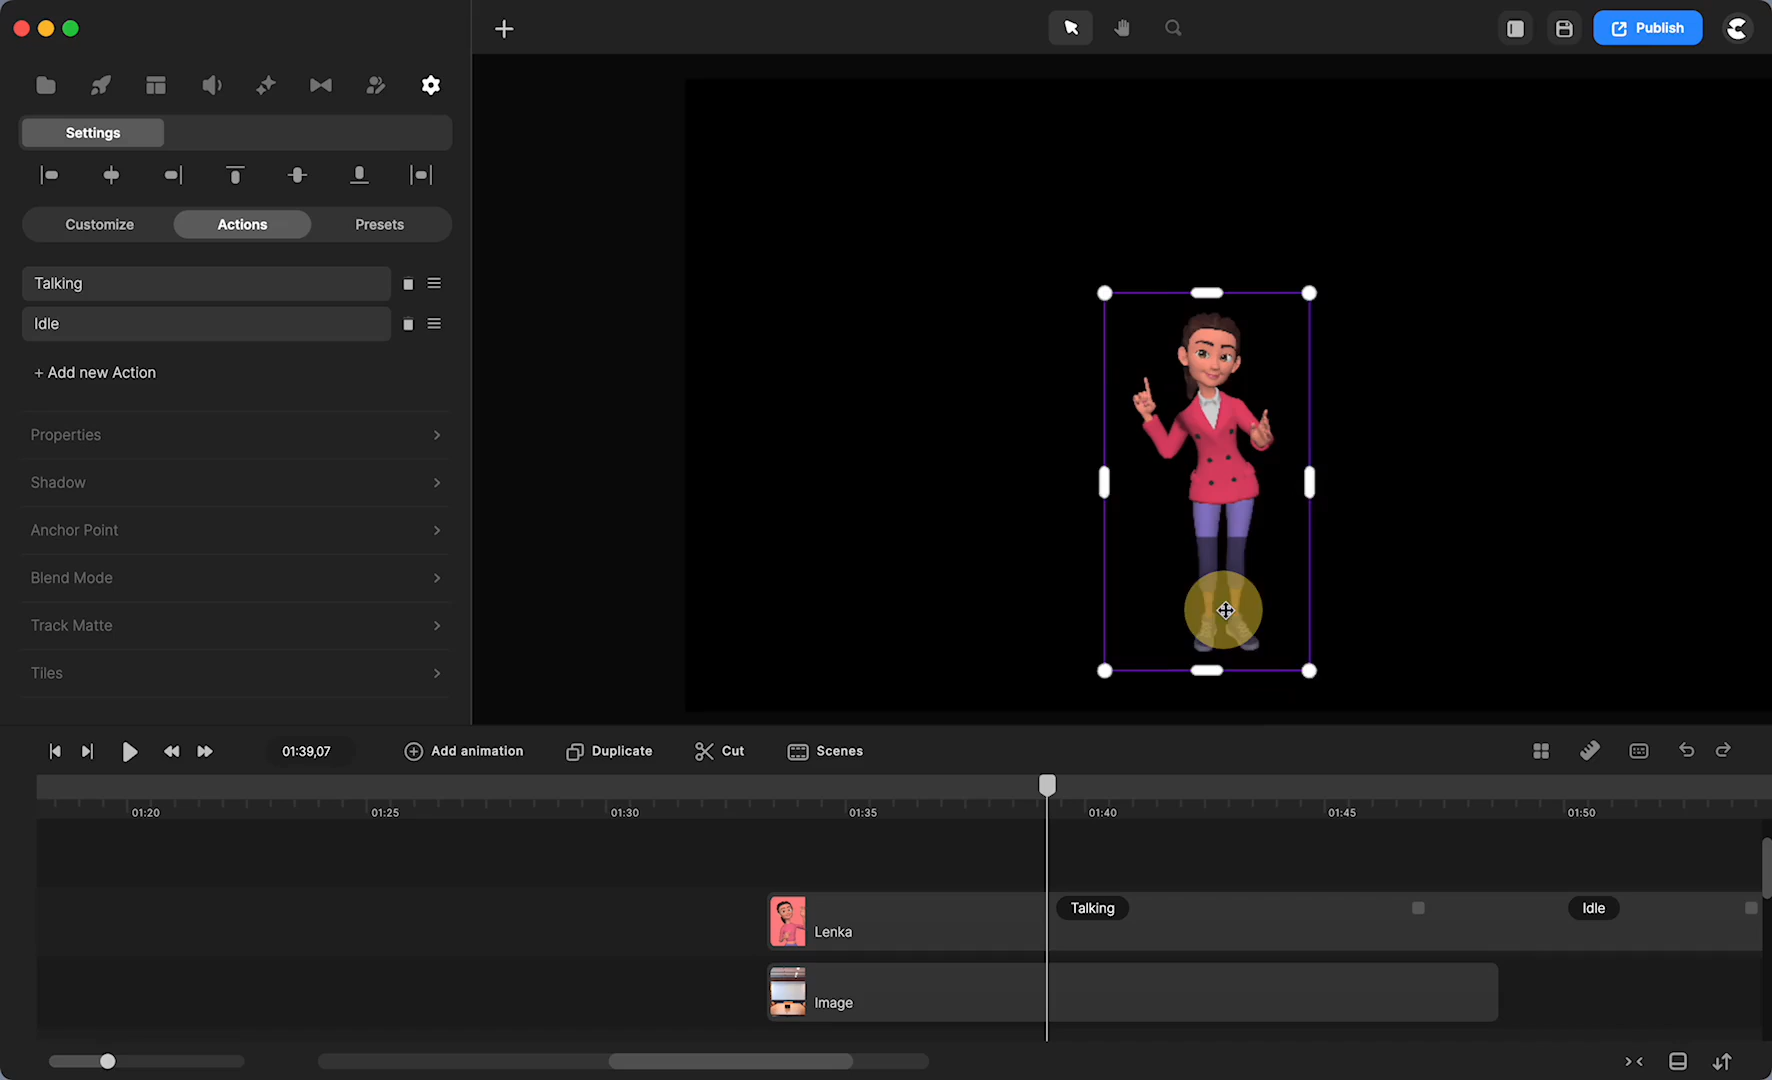 Publish
Settings
Customize
Actions
Presets
Talking
Idle
+ Add new Action
Properties
Shadow
Anchor Point
Blend Mode
Track Matte
Tiles
01:39,07
Add animation
Duplicate
Cut
Scenes
01:20
01:25
01:30
01:35
01:40
01:45
01:50
Talking
Idle
Lenka
Image